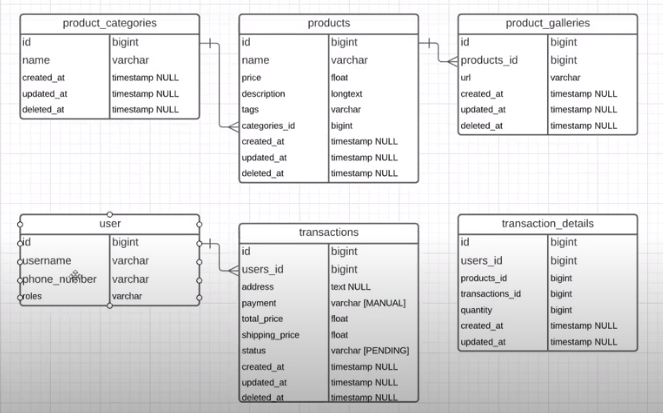 product_categories
id bigint
name varchar
created_at timestamp NULL
updated_at timestamp NULL
deleted_at timestamp NULL
products
id bigint
name varchar
price float
description longtext
tags varchar
categories_id bigint
created_at timestamp NULL
updated_at timestamp NULL
deleted_at timestamp NULL
product_galleries
id bigint
products_id bigint
url varchar
created_at timestamp NULL
updated_at timestamp NULL
deleted_at timestamp NULL
user
id bigint
username varchar
phone_number varchar
roles varchar
transactions
id bigint
users_id bigint
address text NULL
payment varchar [MANUAL]
total_price float
shipping_price float
status varchar [PENDING]
created_at timestamp NULL
updated_at timestamp NULL
deleted_at timestamp NULL
transaction_details
id bigint
users_id bigint
products_id bigint
transactions_id bigint
quantity bigint
created_at timestamp NULL
updated_at timestamp NULL